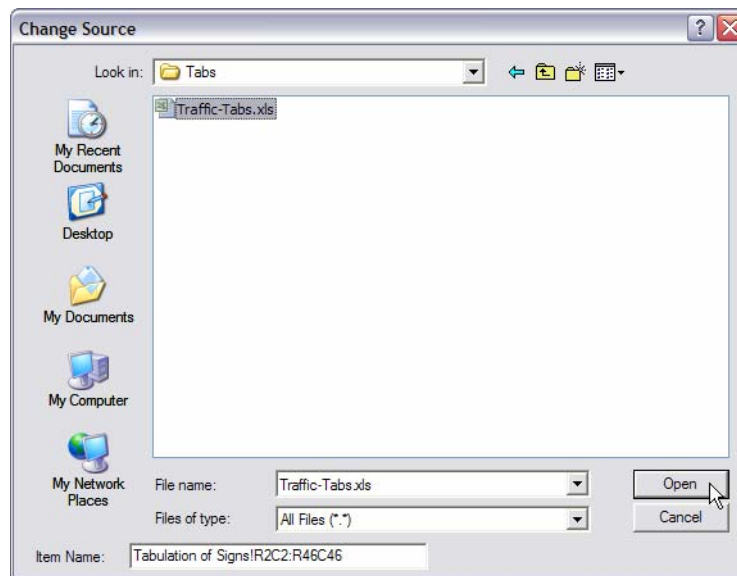 Change Source
?
X
Look in: Tabs
Traffic-Tabs.xls
My Recent
Documents
Desktop
My Documents
My Computer
My Network
Places
File name: Traffic-Tabs.xls Open
Files of type: All Files (*.*) Cancel
Item Name: Tabulation of Signs!R2C2:R46C46